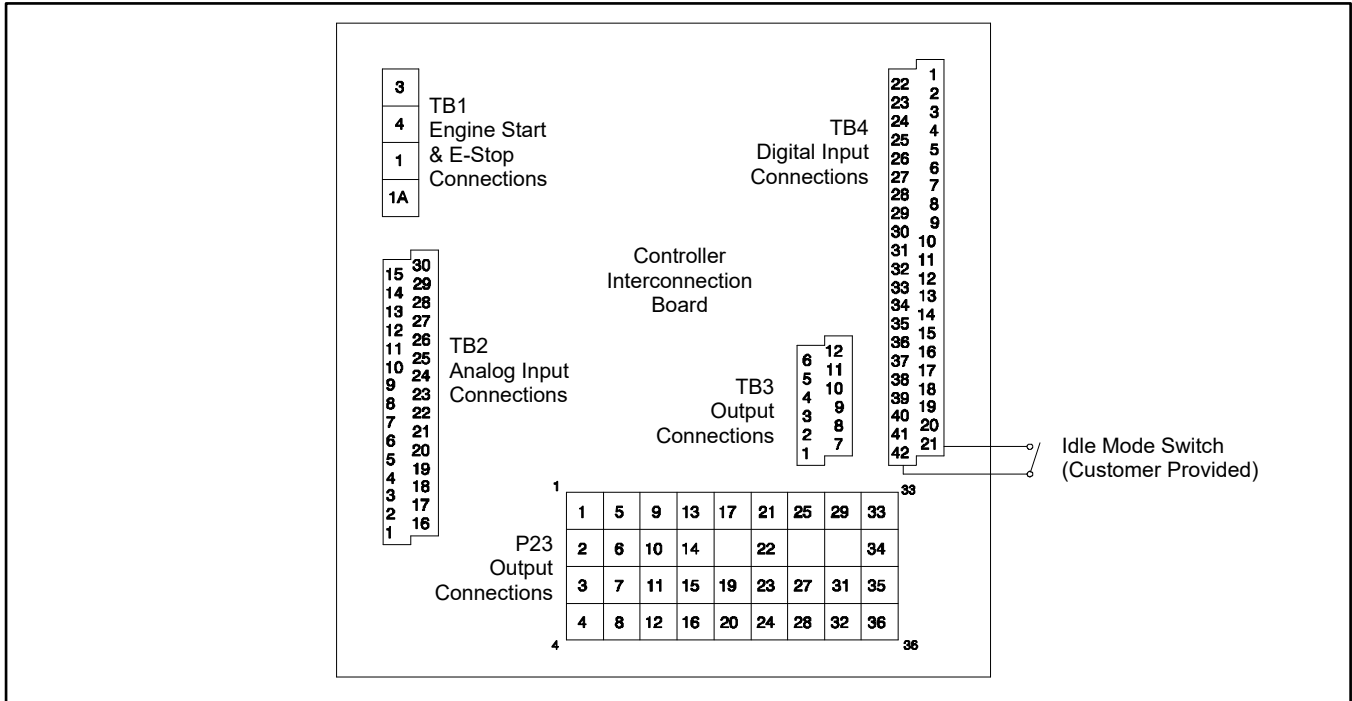 3
4
1
1A
TB1
Engine Start
& E-Stop
Connections
15 30
14 29
13 28
12 27
11 26
10 25
9 24
8 23
7 22
6 21
5 20
4 19
3 18
2 17
1 16
TB2
Analog Input
Connections
Controller
Interconnection
Board
TB4
Digital Input
Connections
22 1
23 2
24 3
25 4
26 5
27 6
28 7
29 8
30 9
31 10
32 11
33 12
34 13
35 14
36 15
37 16
38 17
39 18
40 19
41 20
42 21
Idle Mode Switch
(Customer Provided)
TB3
Output
Connections
6 12
5 11
4 10
3 9
2 8
1 7
P23
Output
Connections
1 33
1 5 9 13 17 21 25 29 33
2 6 10 14 22 34
3 7 11 15 19 23 27 31 35
4 8 12 16 20 24 28 32 36
4 36